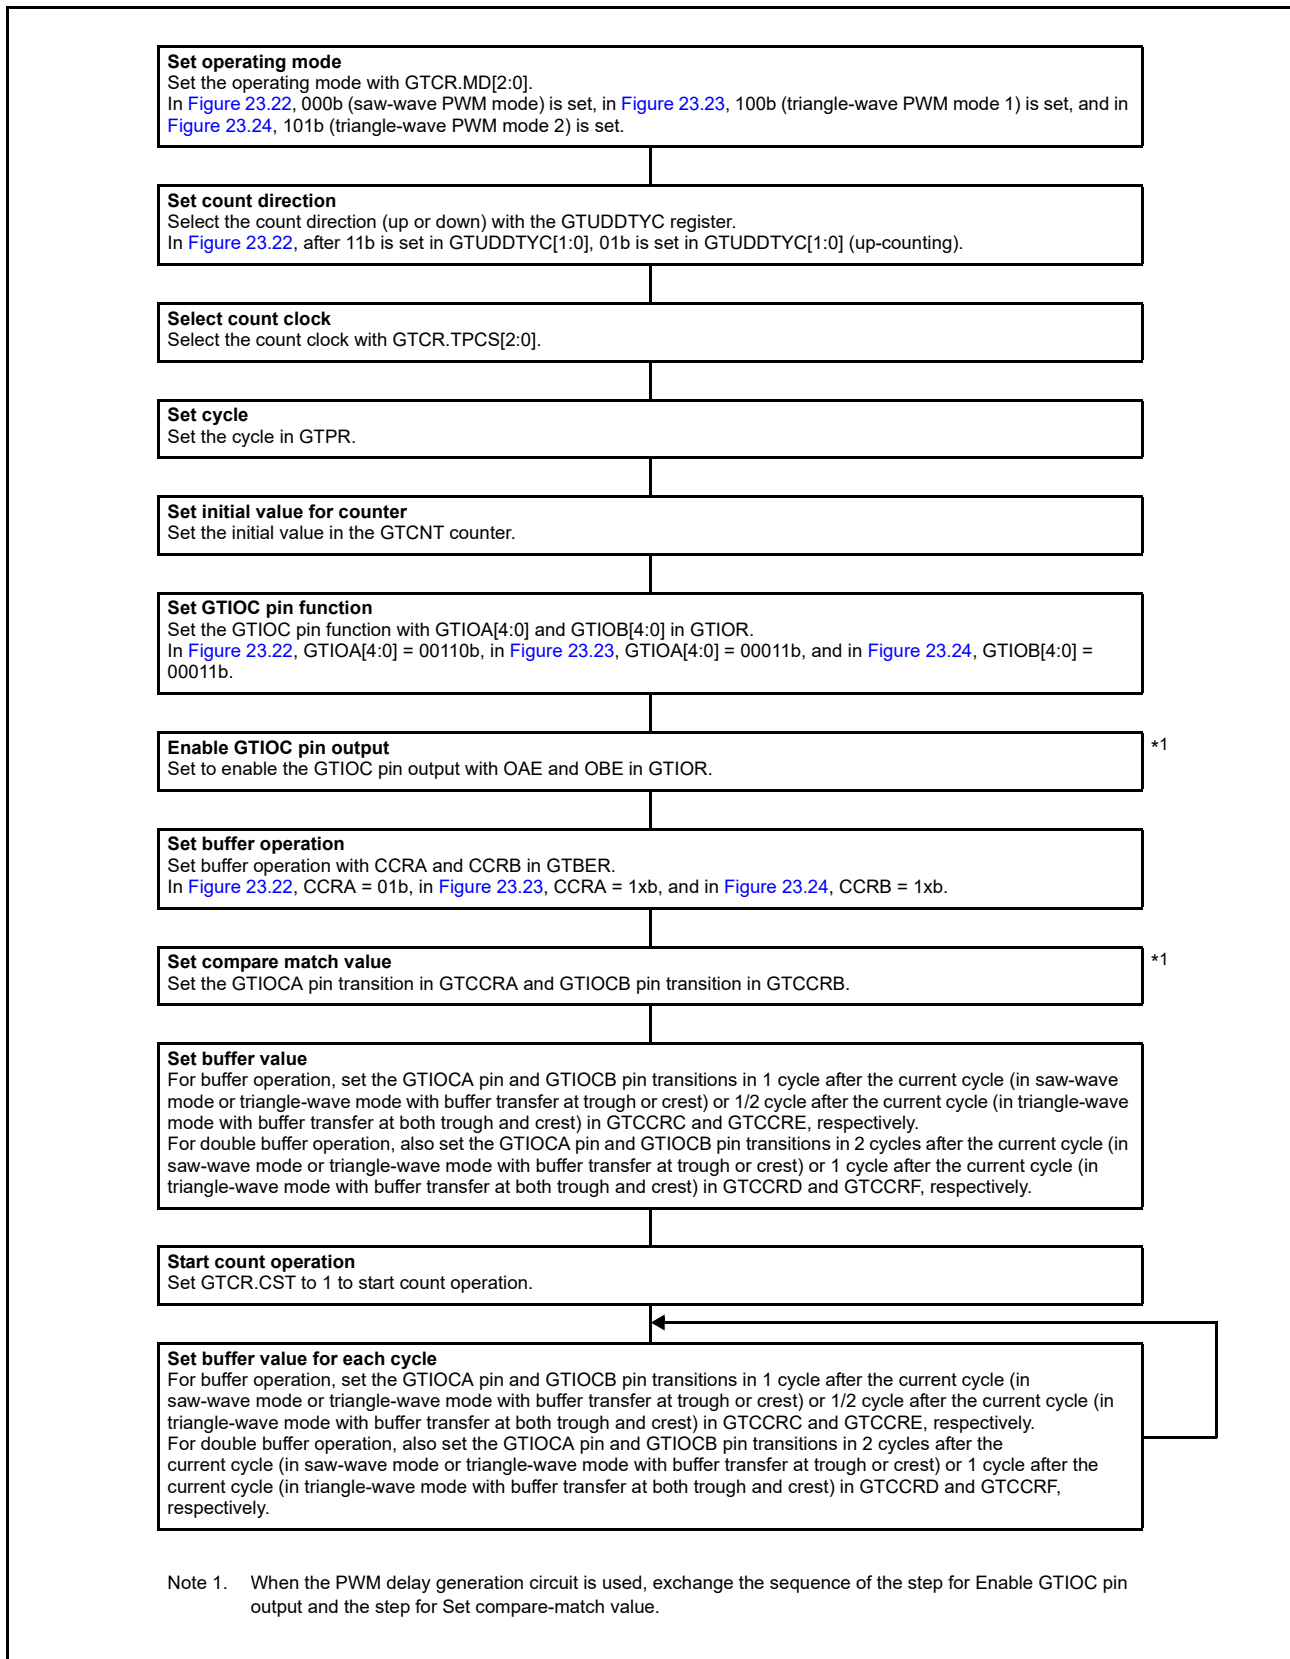 Set operating mode
Set the operating mode with GTCR.MD[2:0].
In Figure 23.22, 000b (saw-wave PWM mode) is set, in Figure 23.23, 100b (triangle-wave PWM mode 1) is set, and in
Figure 23.24, 101b (triangle-wave PWM mode 2) is set.
Set count direction
Select the count direction (up or down) with the GTUDDTYC register.
In Figure 23.22, after 11b is set in GTUDDTYC[1:0], 01b is set in GTUDDTYC[1:0] (up-counting).
Select count clock
Select the count clock with GTCR.TPCS[2:0].
Set cycle
Set the cycle in GTPR.
Set initial value for counter
Set the initial value in the GTCNT counter.
Set GTIOC pin function
Set the GTIOC pin function with GTIOA[4:0] and GTIOB[4:0] in GTIOR.
In Figure 23.22, GTIOA[4:0] = 00110b, in Figure 23.23, GTIOA[4:0] = 00011b, and in Figure 23.24, GTIOB[4:0] =
00011b.
Enable GTIOC pin output *1
Set to enable the GTIOC pin output with OAE and OBE in GTIOR.
Set buffer operation
Set buffer operation with CCRA and CCRB in GTBER.
In Figure 23.22, CCRA = 01b, in Figure 23.23, CCRA = 1xb, and in Figure 23.24, CCRB = 1xb.
Set compare match value *1
Set the GTIOCA pin transition in GTCCRA and GTIOCB pin transition in GTCCRB.
Set buffer value
For buffer operation, set the GTIOCA pin and GTIOCB pin transitions in 1 cycle after the current cycle (in saw-wave
mode or triangle-wave mode with buffer transfer at trough or crest) or 1/2 cycle after the current cycle (in triangle-wave
mode with buffer transfer at both trough and crest) in GTCCRC and GTCCRE, respectively.
For double buffer operation, also set the GTIOCA pin and GTIOCB pin transitions in 2 cycles after the current cycle (in
saw-wave mode or triangle-wave mode with buffer transfer at trough or crest) or 1 cycle after the current cycle (in
triangle-wave mode with buffer transfer at both trough and crest) in GTCCRD and GTCCRF, respectively.
Start count operation
Set GTCR.CST to 1 to start count operation.
Set buffer value for each cycle
For buffer operation, set the GTIOCA pin and GTIOCB pin transitions in 1 cycle after the current cycle (in
saw-wave mode or triangle-wave mode with buffer transfer at trough or crest) or 1/2 cycle after the current cycle (in
triangle-wave mode with buffer transfer at both trough and crest) in GTCCRC and GTCCRE, respectively.
For double buffer operation, also set the GTIOCA pin and GTIOCB pin transitions in 2 cycles after the
current cycle (in saw-wave mode or triangle-wave mode with buffer transfer at trough or crest) or 1 cycle after the
current cycle (in triangle-wave mode with buffer transfer at both trough and crest) in GTCCRD and GTCCRF,
respectively.
Note 1. When the PWM delay generation circuit is used, exchange the sequence of the step for Enable GTIOC pin
output and the step for Set compare-match value.